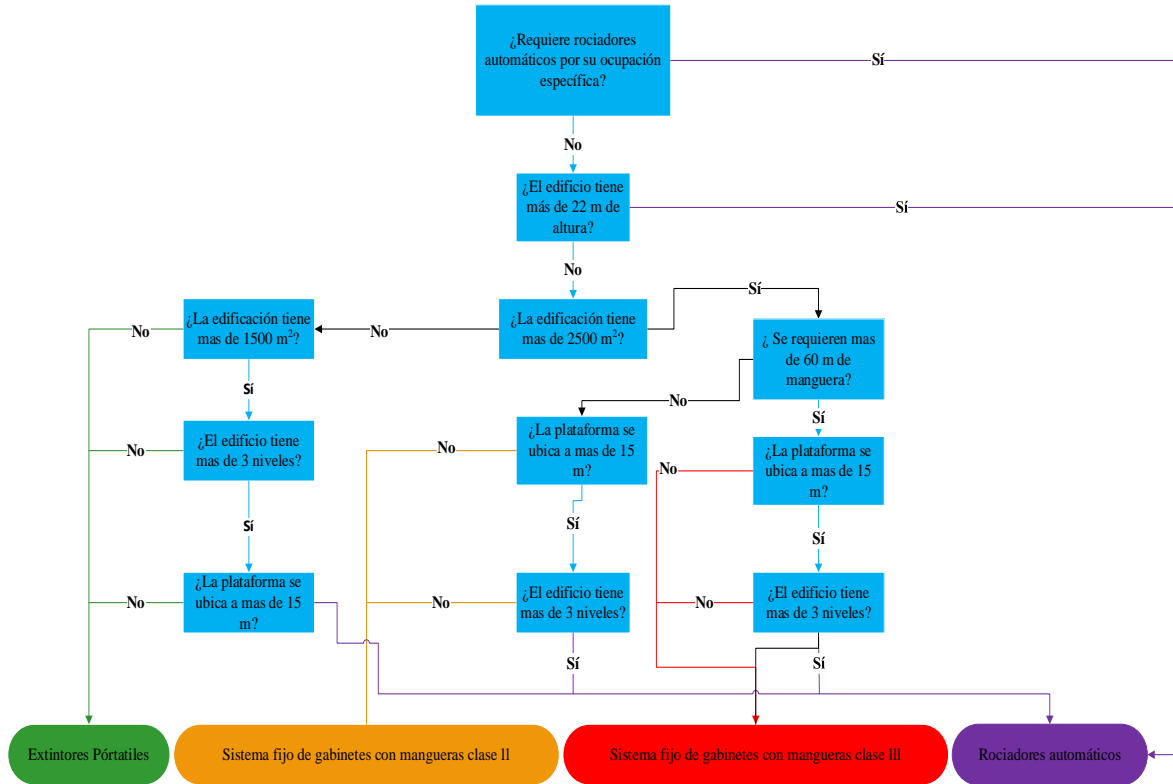 ¿Requiere rociadores
automáticos por su ocupación
específica?
Sí
No
¿El edificio tiene
más de 22 m de
altura?
Sí
No
Sí
¿La edificación tiene
mas de 1500 m²?
No
No
¿La edificación tiene
mas de 2500 m²?
¿ Se requieren mas
de 60 m de
manguera?
Sí
No
Sí
¿El edificio tiene
mas de 3 niveles?
No
¿La plataforma se
ubica a mas de 15
m?
No
¿La plataforma se
ubica a mas de 15
m?
No
Sí
Sí
Sí
¿La plataforma se
ubica a mas de 15
m?
No
¿El edificio tiene
mas de 3 niveles?
No
¿El edificio tiene
mas de 3 niveles?
No
Sí
Sí
Extintores Pórtatiles
Sistema fijo de gabinetes con mangueras clase ll
Sistema fijo de gabinetes con mangueras clase lll
Rociadores automáticos